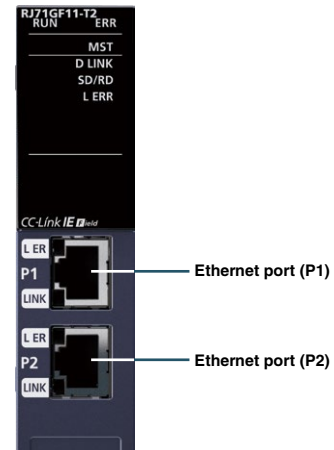 RJ71GF11-T2
RUN ERR
MST
D LINK
SD/RD
L ERR
CC-Link IE Field
L ER
P1
LINK
Ethernet port (P1)
L ER
P2
LINK
Ethernet port (P2)